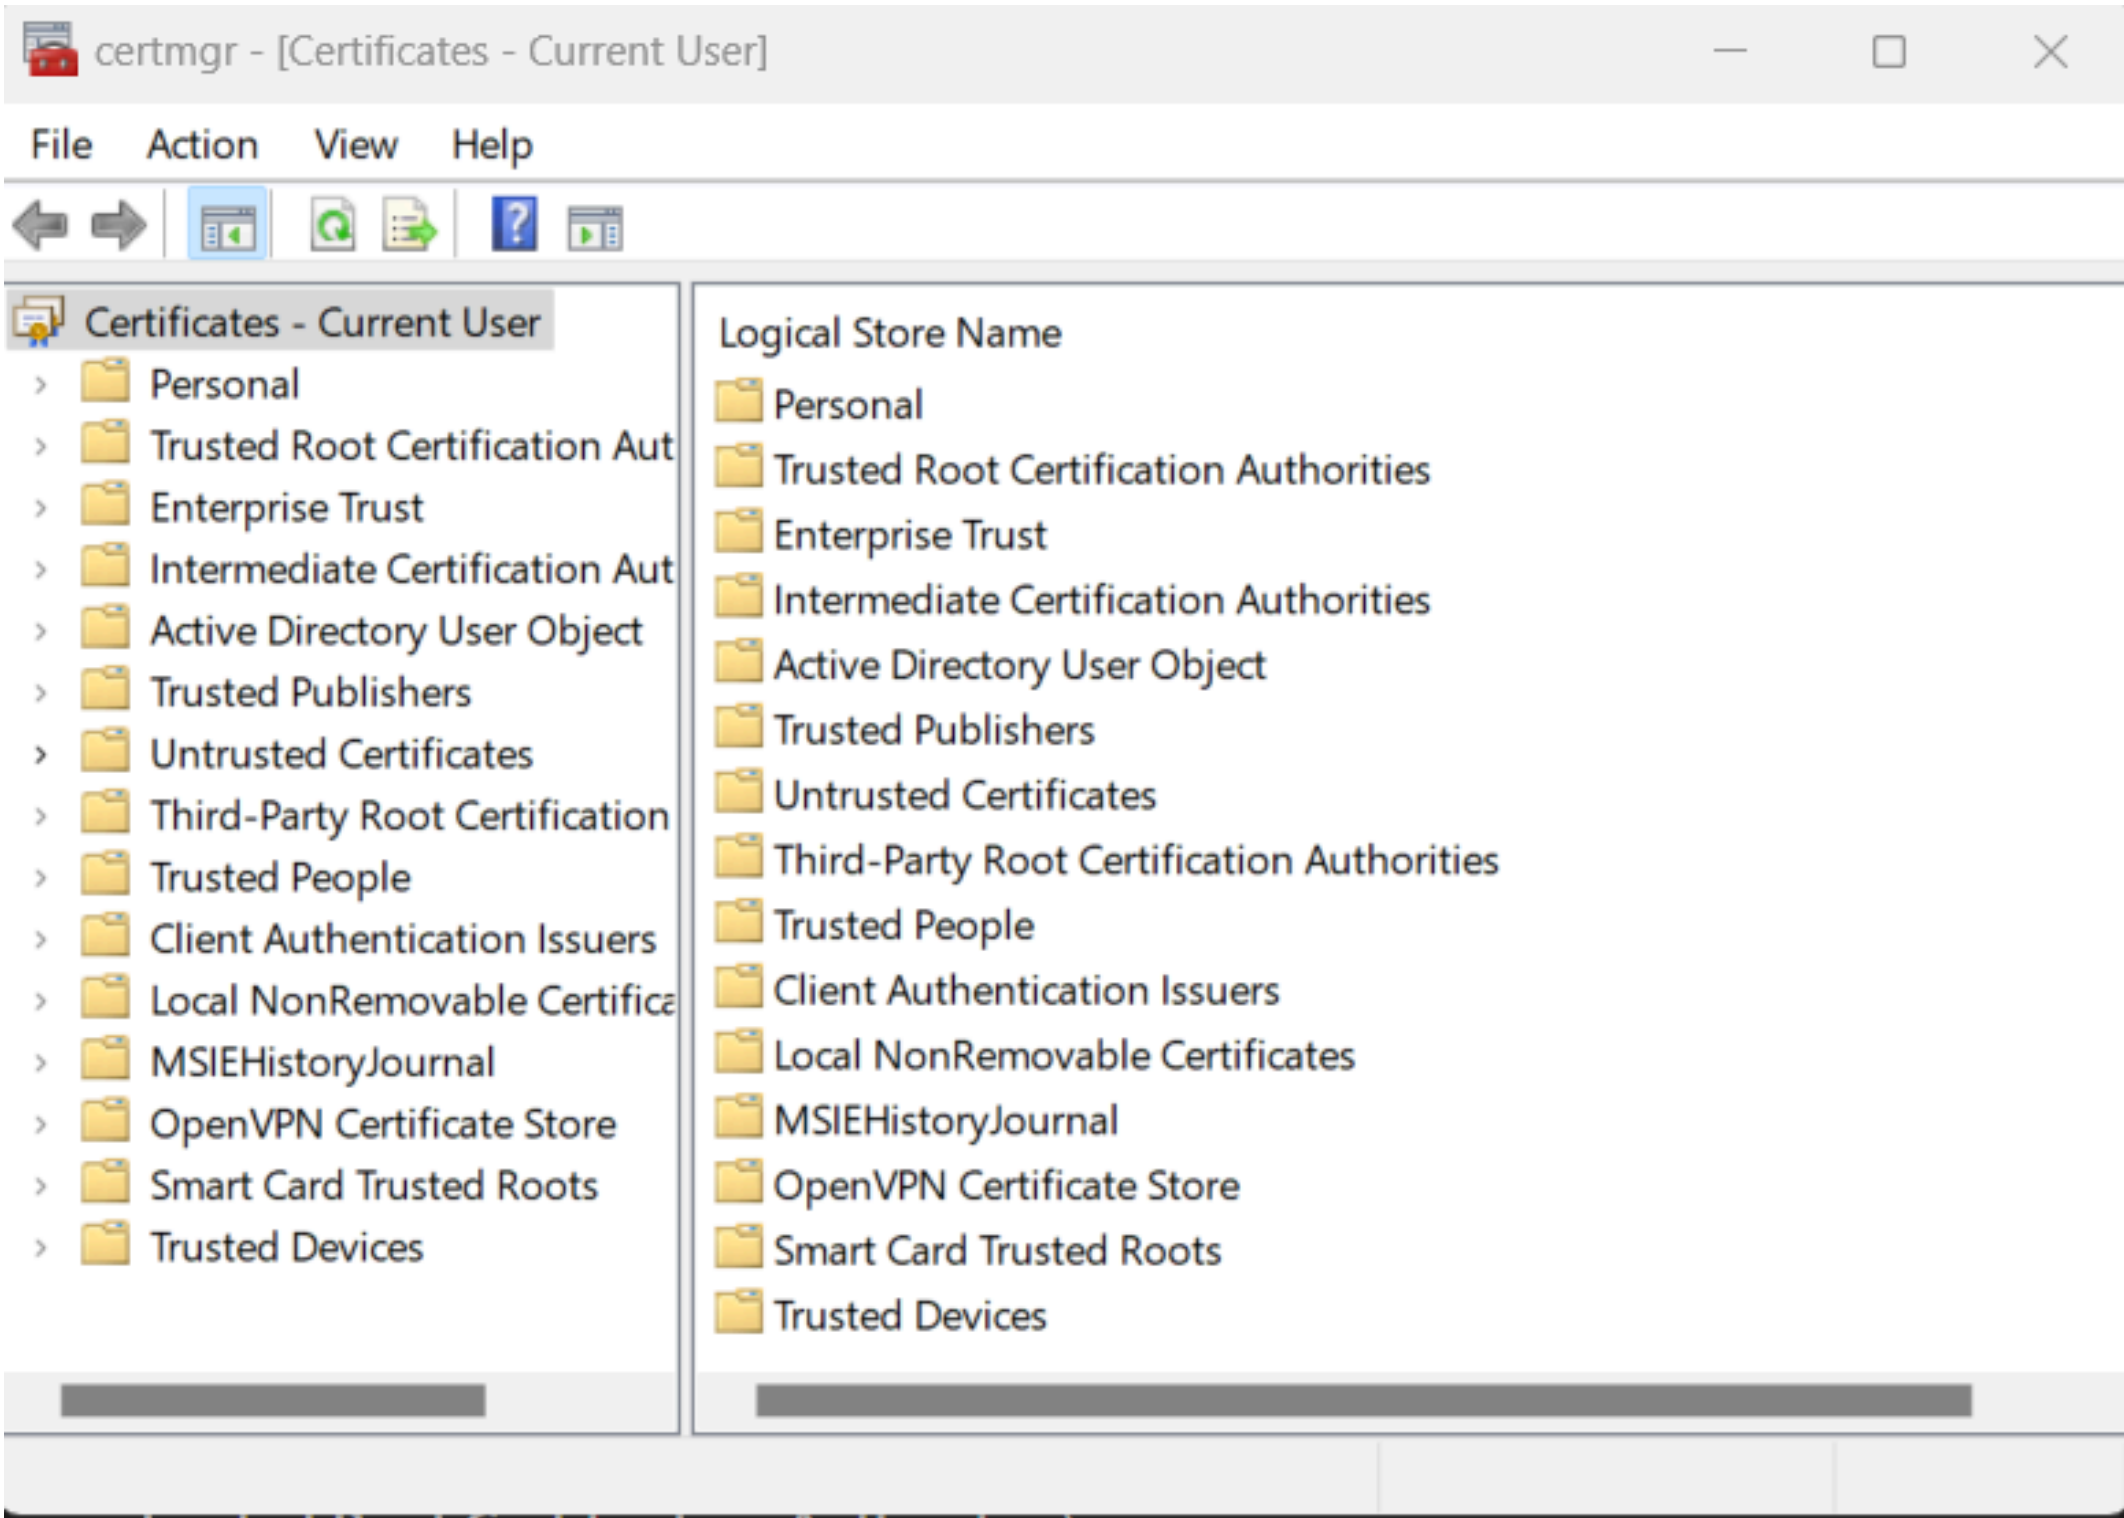 certmgr - [Certificates - Current User]
File Action View Help
Certificates - Current User
Personal
Trusted Root Certification Aut
Enterprise Trust
Intermediate Certification Aut
Active Directory User Object
Trusted Publishers
Untrusted Certificates
Third-Party Root Certification
Trusted People
Client Authentication Issuers
Local NonRemovable Certifica
MSIEHistoryJournal
OpenVPN Certificate Store
Smart Card Trusted Roots
Trusted Devices
Logical Store Name
Personal
Trusted Root Certification Authorities
Enterprise Trust
Intermediate Certification Authorities
Active Directory User Object
Trusted Publishers
Untrusted Certificates
Third-Party Root Certification Authorities
Trusted People
Client Authentication Issuers
Local NonRemovable Certificates
MSIEHistoryJournal
OpenVPN Certificate Store
Smart Card Trusted Roots
Trusted Devices